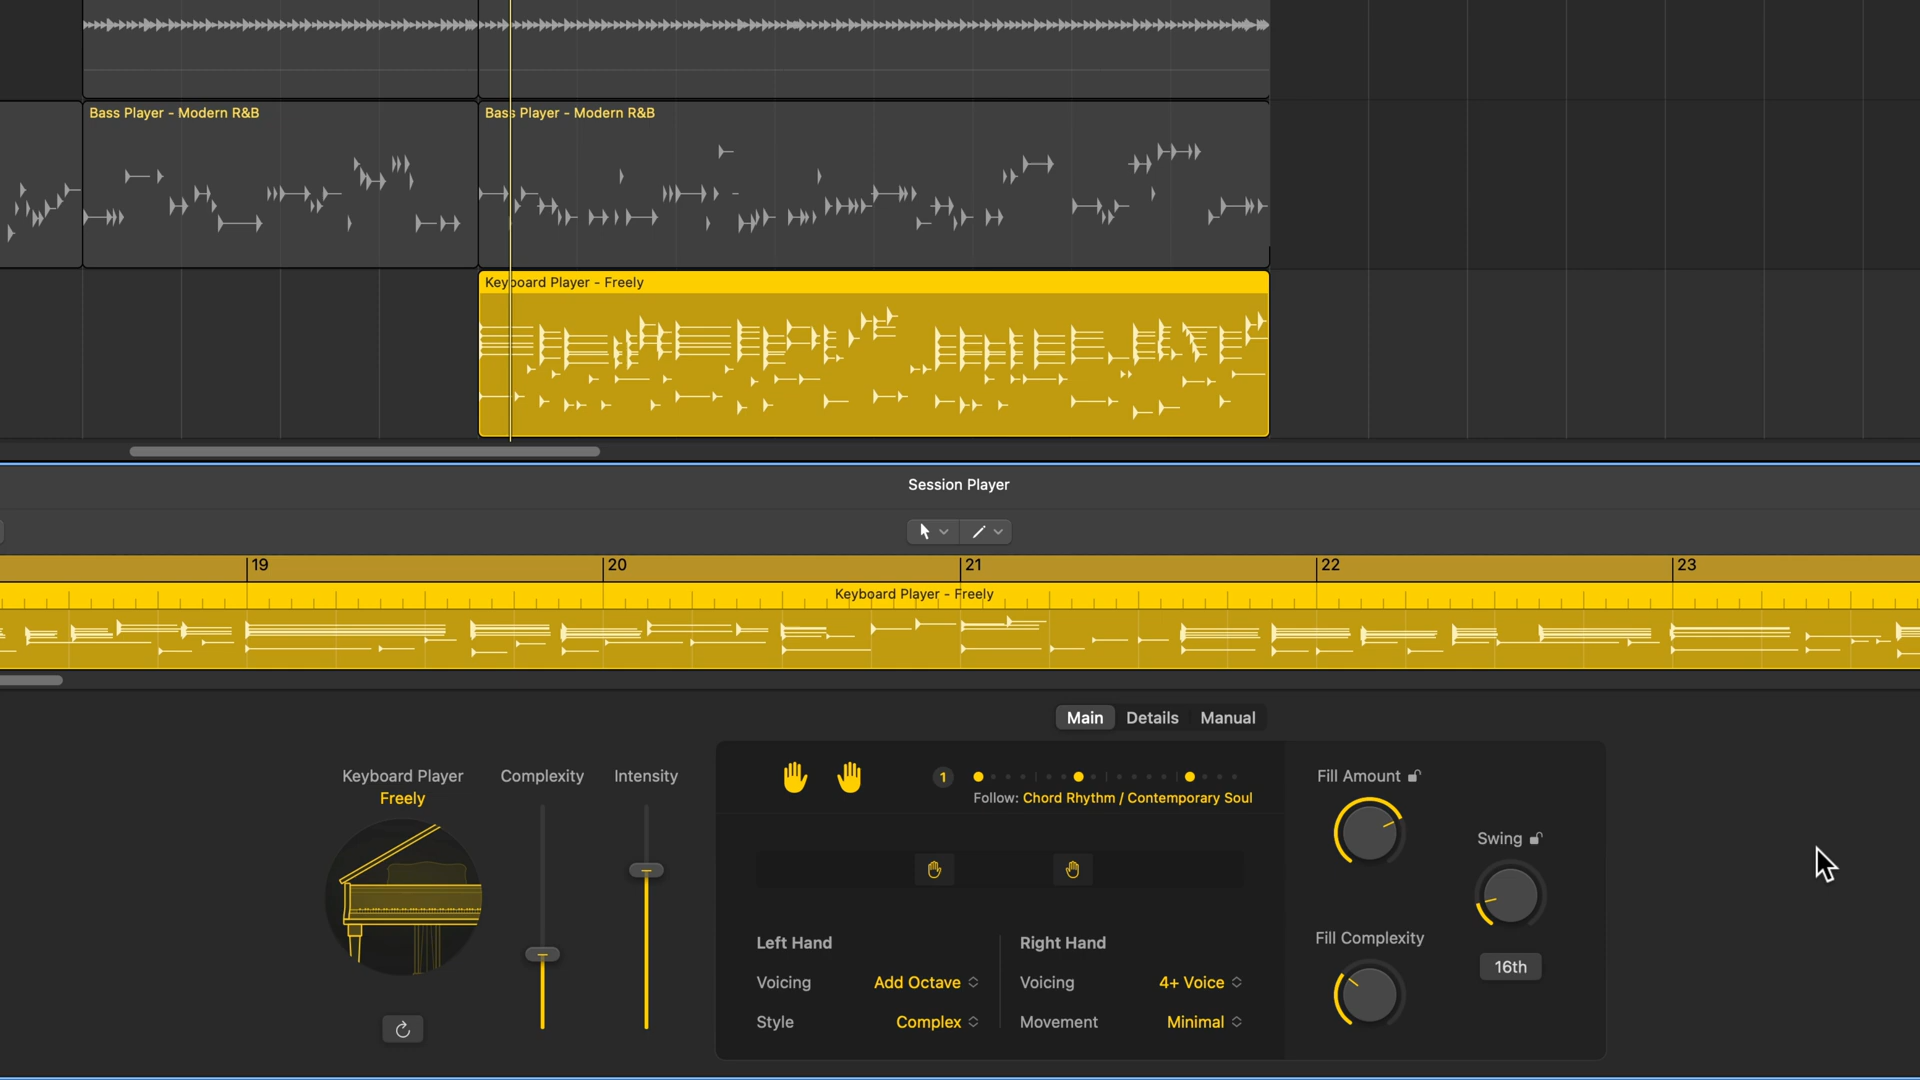 Bass Player - Modern R&B
Bass Player - Modern R&B
Keyboard Player - Freely
Session Player
19 20 21 22 23
Keyboard Player - Freely
Main Details Manual
Keyboard Player
Freely
Complexity
Intensity
1
Follow: Chord Rhythm / Contemporary Soul
Fill Amount
Swing
Fill Complexity
16th
Left Hand
Voicing Add Octave
Style Complex
Right Hand
Voicing 4+ Voice
Movement Minimal